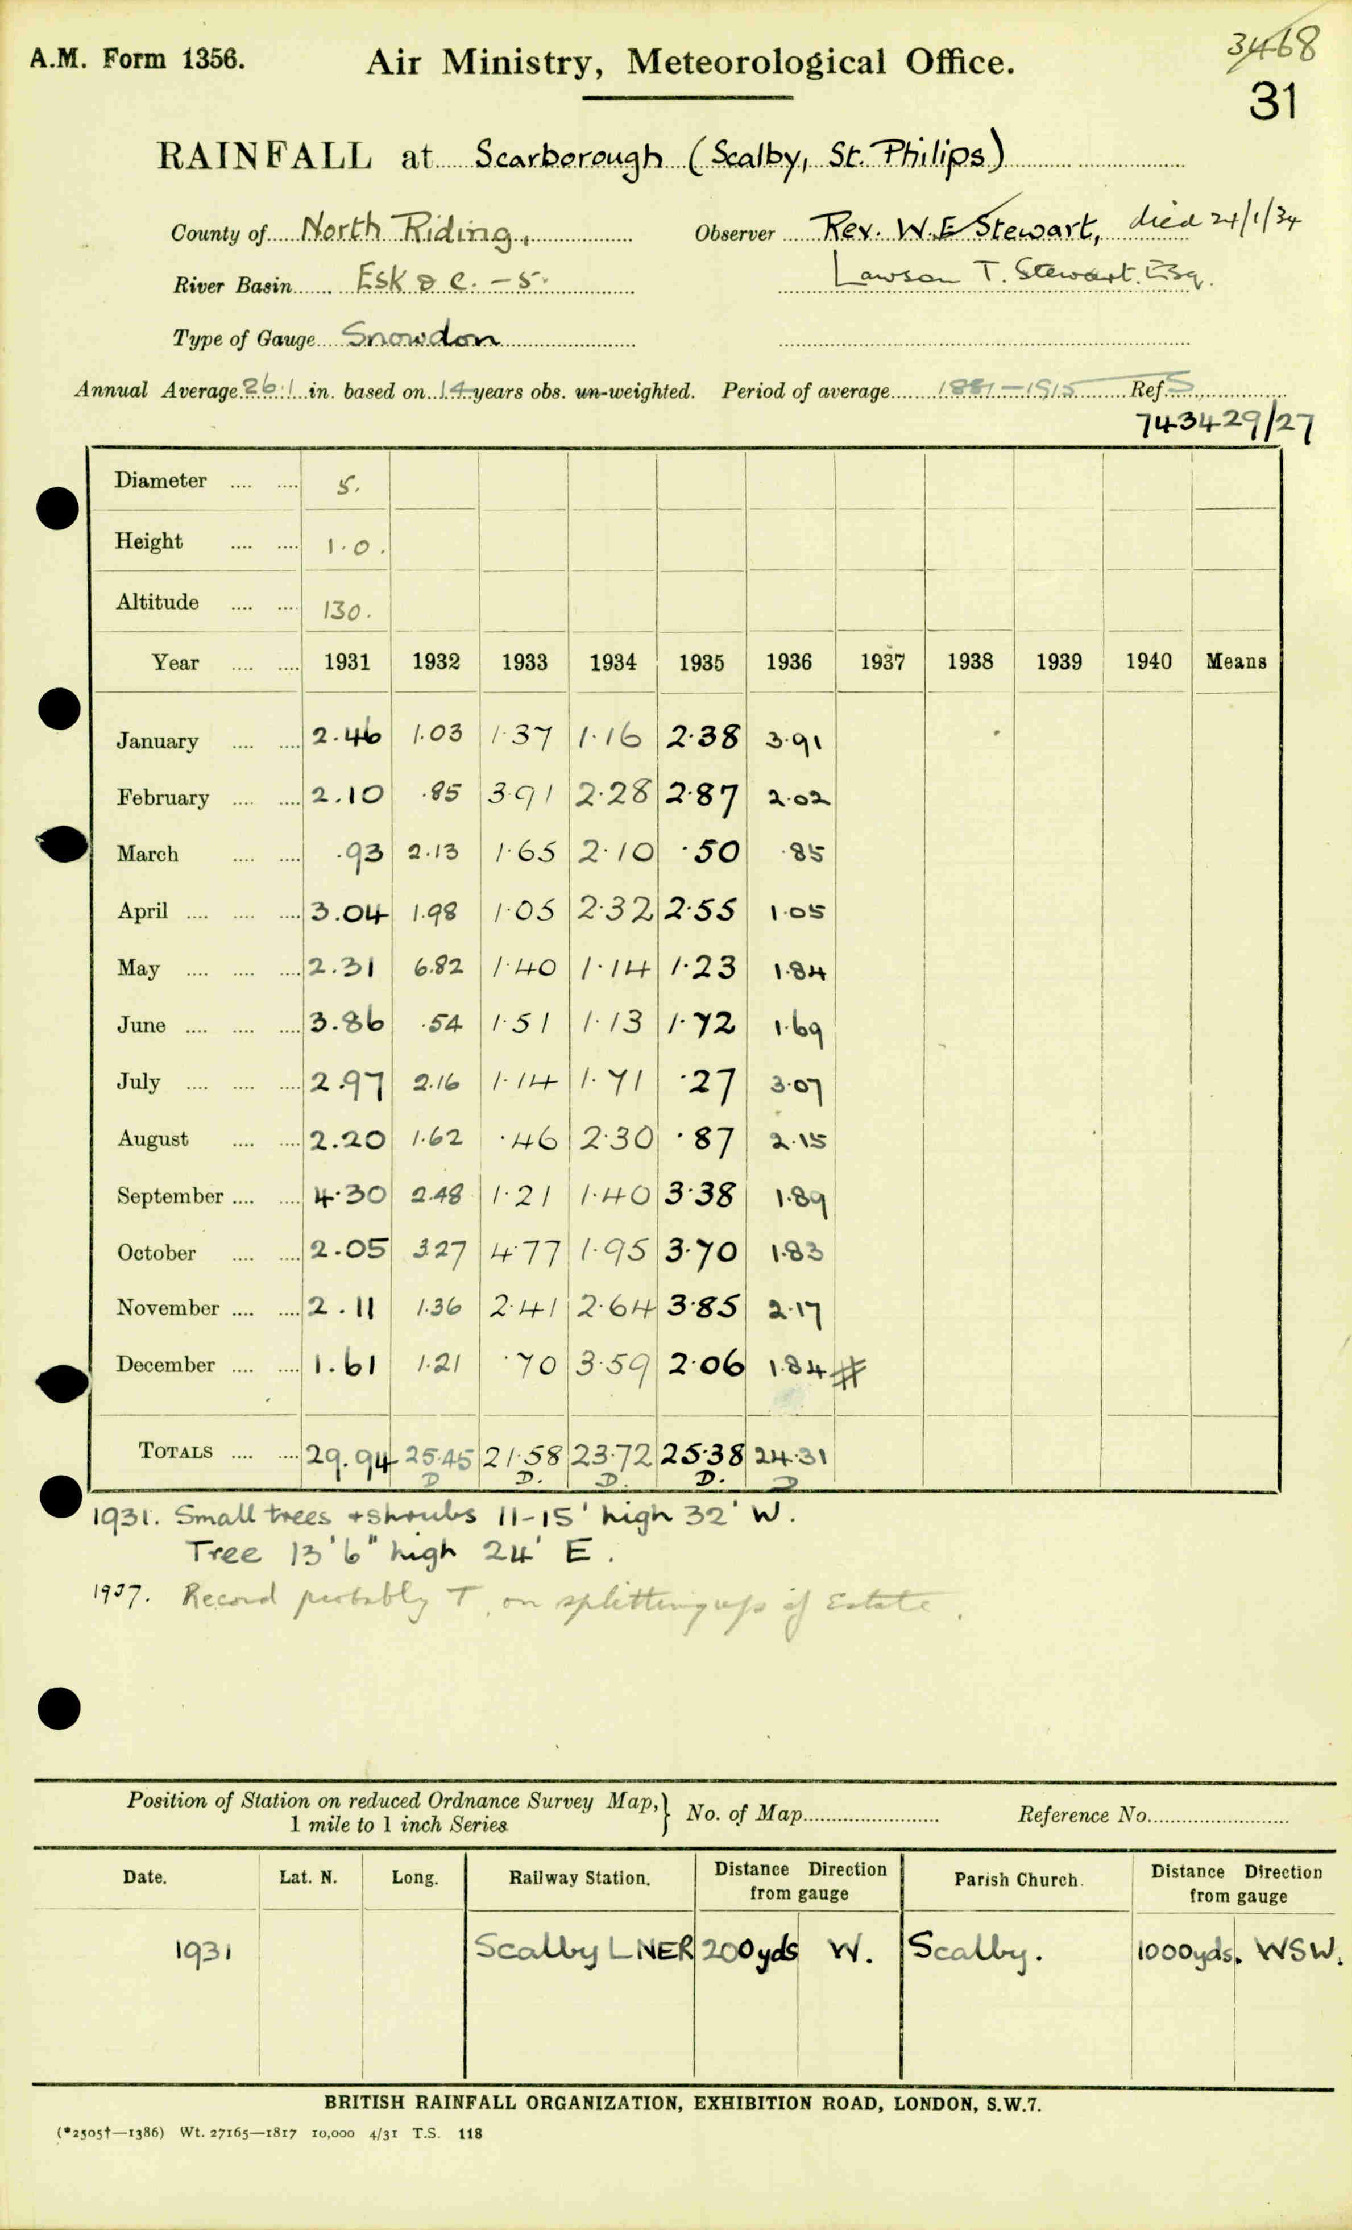 A.M. Form 1356.
Air Ministry, Meteorological Office.
3468
31
RAINFALL at Scarborough (Scalby, St. Philips)
County of North Riding,
Observer Rev. W.E Stewart, died 24/1/34
River Basin Esk & c. - 5.
Lawson T. Stewart. Esq.
Type of Gauge Snowdon
Annual Average 26.1 in. based on 14 years obs. un-weighted. Period of average 1881-1915 Ref. S
743429/27
Diameter 5.
Height 1.0.
Altitude 130.
Year 1931 1932 1933 1934 1935 1936 1937 1938 1939 1940 Means
January 2.46 1.03 1.37 1.16 2.38 3.91
February 2.10 .85 3.91 2.28 2.87 2.02
March .93 2.13 1.65 2.10 .50 .85
April 3.04 1.98 1.05 2.32 2.55 1.05
May 2.31 6.82 1.40 1.14 1.23 1.84
June 3.86 .54 1.51 1.13 1.72 1.69
July 2.97 2.16 1.14 1.71 .27 3.07
August 2.20 1.62 .46 2.30 .87 2.15
September 4.30 2.48 1.21 1.40 3.38 1.89
October 2.05 3.27 4.77 1.95 3.70 1.83
November 2.11 1.36 2.41 2.64 3.85 2.17
December 1.61 1.21 .70 3.59 2.06 1.84 #
TOTALS 29.94 25.45 21.58 23.72 25.38 24.31
D D. D. D. D
1931. Small trees + shrubs 11-15' high 32' W.
Tree 13'6" high 24' E.
1937. Record probably T, on splitting up of Estate.
Position of Station on reduced Ordnance Survey Map,} No. of Map Reference No.
1 mile to 1 inch Series
Date. Lat. N. Long. Railway Station. Distance Direction from gauge Parish Church. Distance Direction from gauge
1931 Scalby LNER 200yds W. Scalby. 1000yds. WSW.
BRITISH RAINFALL ORGANIZATION, EXHIBITION ROAD, LONDON, S.W.7.
(*2505†—1386) Wt. 27165—1817 10,000 4/31 T.S. 118